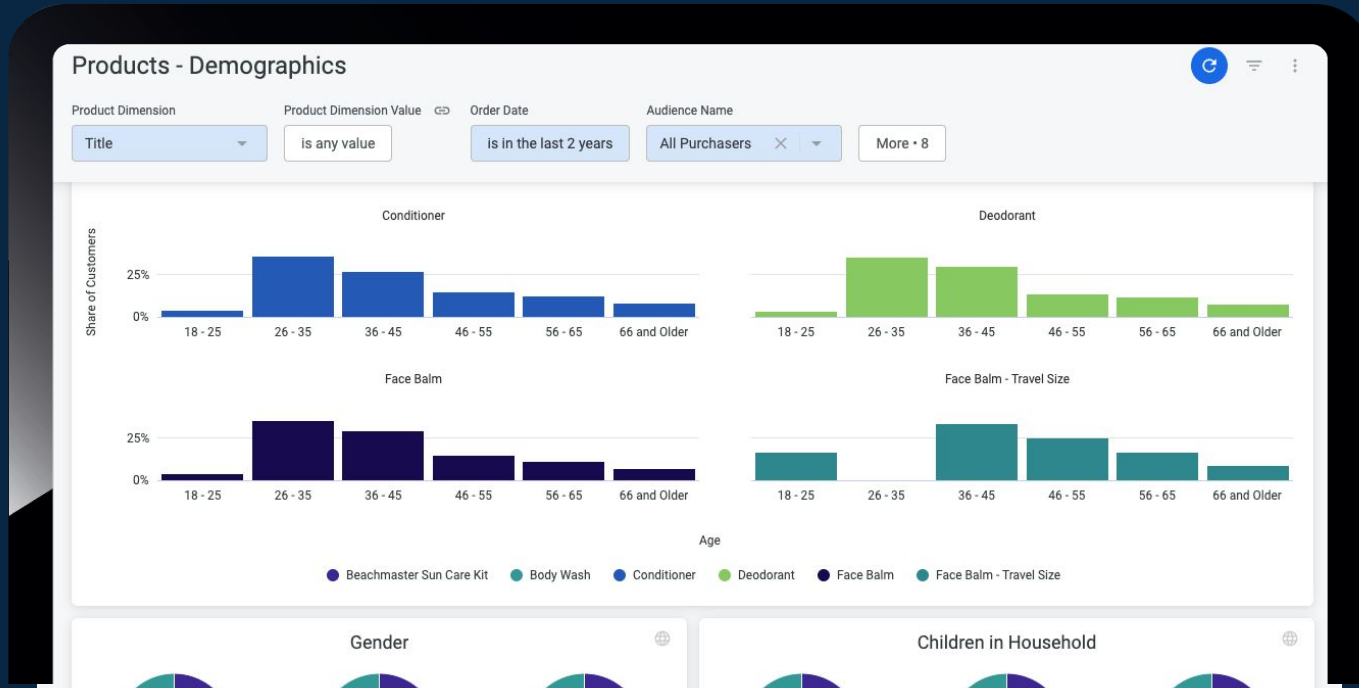 Products - Demographics
Product Dimension
Product Dimension Value
Order Date
Audience Name
Title
is any value
is in the last 2 years
All Purchasers
More • 8
Conditioner
Deodorant
Share of Customers
25%
0%
18 - 25 26 - 35 36 - 45 46 - 55 56 - 65 66 and Older
18 - 25 26 - 35 36 - 45 46 - 55 56 - 65 66 and Older
Face Balm
Face Balm - Travel Size
25%
0%
18 - 25 26 - 35 36 - 45 46 - 55 56 - 65 66 and Older
18 - 25 26 - 35 36 - 45 46 - 55 56 - 65 66 and Older
Age
Beachmaster Sun Care Kit Body Wash Conditioner Deodorant Face Balm Face Balm - Travel Size
Gender
Children in Household